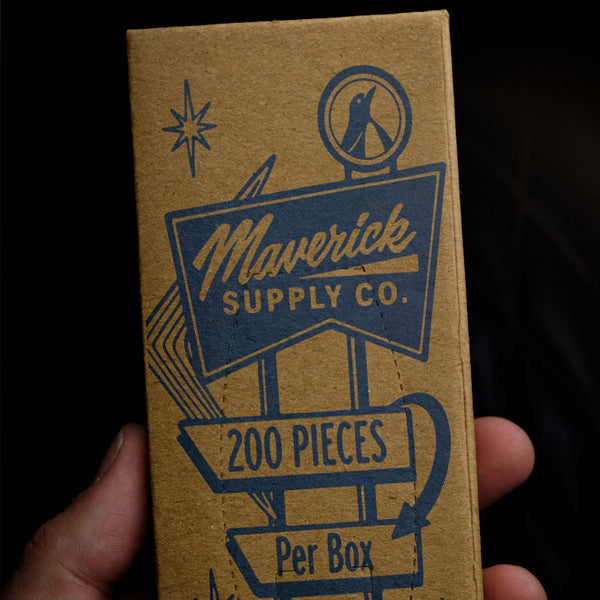 Maverick
SUPPLY CO.
200 PIECES
Per Box